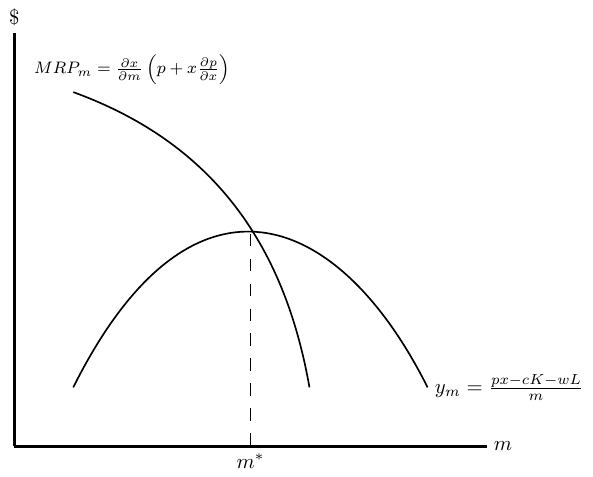 $
$MRP_m = \frac{\partial x}{\partial m}\left(p + x\frac{\partial p}{\partial x}\right)$
$y_m = \frac{px-cK-wL}{m}$
$m$
$m^*$